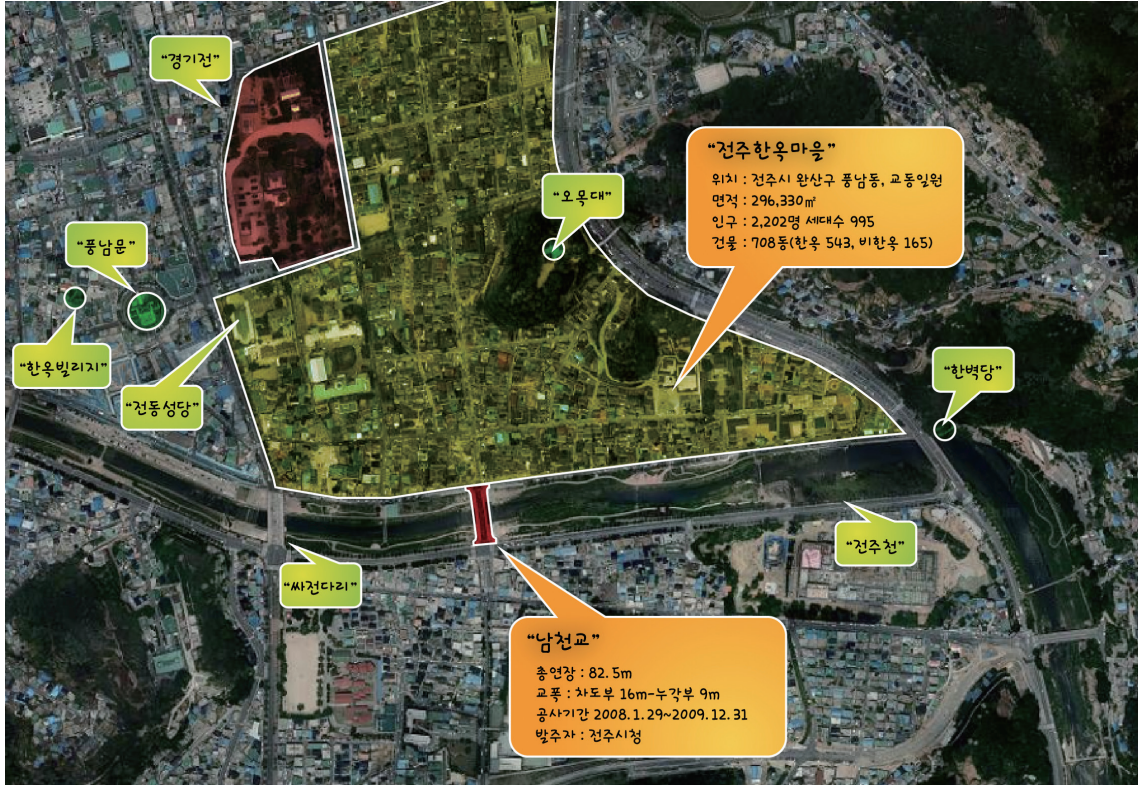 “경기전”
“전주한옥마을”
위치 : 전주시 완산구 풍남동, 교동일원
면적 : 296,330㎡
인구 : 2,202명 세대수 995
건물 : 708동(한옥 543, 비한옥 165)
“오목대”
“풍남문”
“한옥빌리지”
“전동성당”
“한벽당”
“전주천”
“싸전다리”
“남천교”
총연장 : 82.5m
교폭 : 차도부 16m-누각부 9m
공사기간 2008.1.29~2009.12.31
발주자 : 전주시청